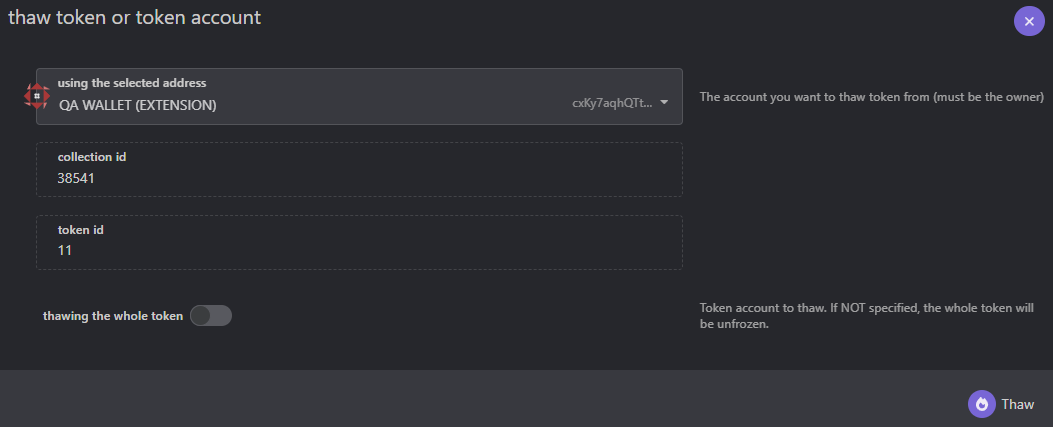 thaw token or token account
using the selected address
QA WALLET (EXTENSION)
cxKy7aqhQTt...
The account you want to thaw token from (must be the owner)
collection id
38541
token id
11
thawing the whole token
Token account to thaw. If NOT specified, the whole token will
be unfrozen.
Thaw